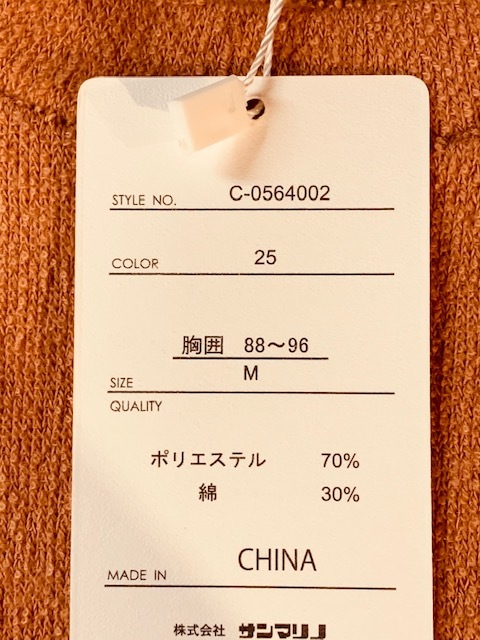 STYLE NO. C-0564002
COLOR 25
胸囲 88〜96
SIZE M
QUALITY
ポリエステル 70%
綿 30%
MADE IN CHINA
株式会社 サンマリノ